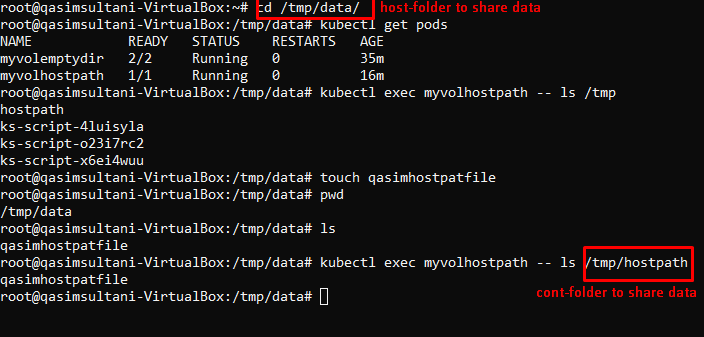 root@qasimsultani-VirtualBox:~# cd /tmp/data/ host-folder to share data
root@qasimsultani-VirtualBox:/tmp/data# kubectl get pods
NAME READY STATUS RESTARTS AGE
myvolemptydir 2/2 Running 0 35m
myvolhostpath 1/1 Running 0 16m
root@qasimsultani-VirtualBox:/tmp/data# kubectl exec myvolhostpath -- ls /tmp
hostpath
ks-script-4luisyla
ks-script-o23i7rc2
ks-script-x6ei4wuu
root@qasimsultani-VirtualBox:/tmp/data# touch qasimhostpatfile
root@qasimsultani-VirtualBox:/tmp/data# pwd
/tmp/data
root@qasimsultani-VirtualBox:/tmp/data# ls
qasimhostpatfile
root@qasimsultani-VirtualBox:/tmp/data# kubectl exec myvolhostpath -- ls /tmp/hostpath
qasimhostpatfile
cont-folder to share data
root@qasimsultani-VirtualBox:/tmp/data#